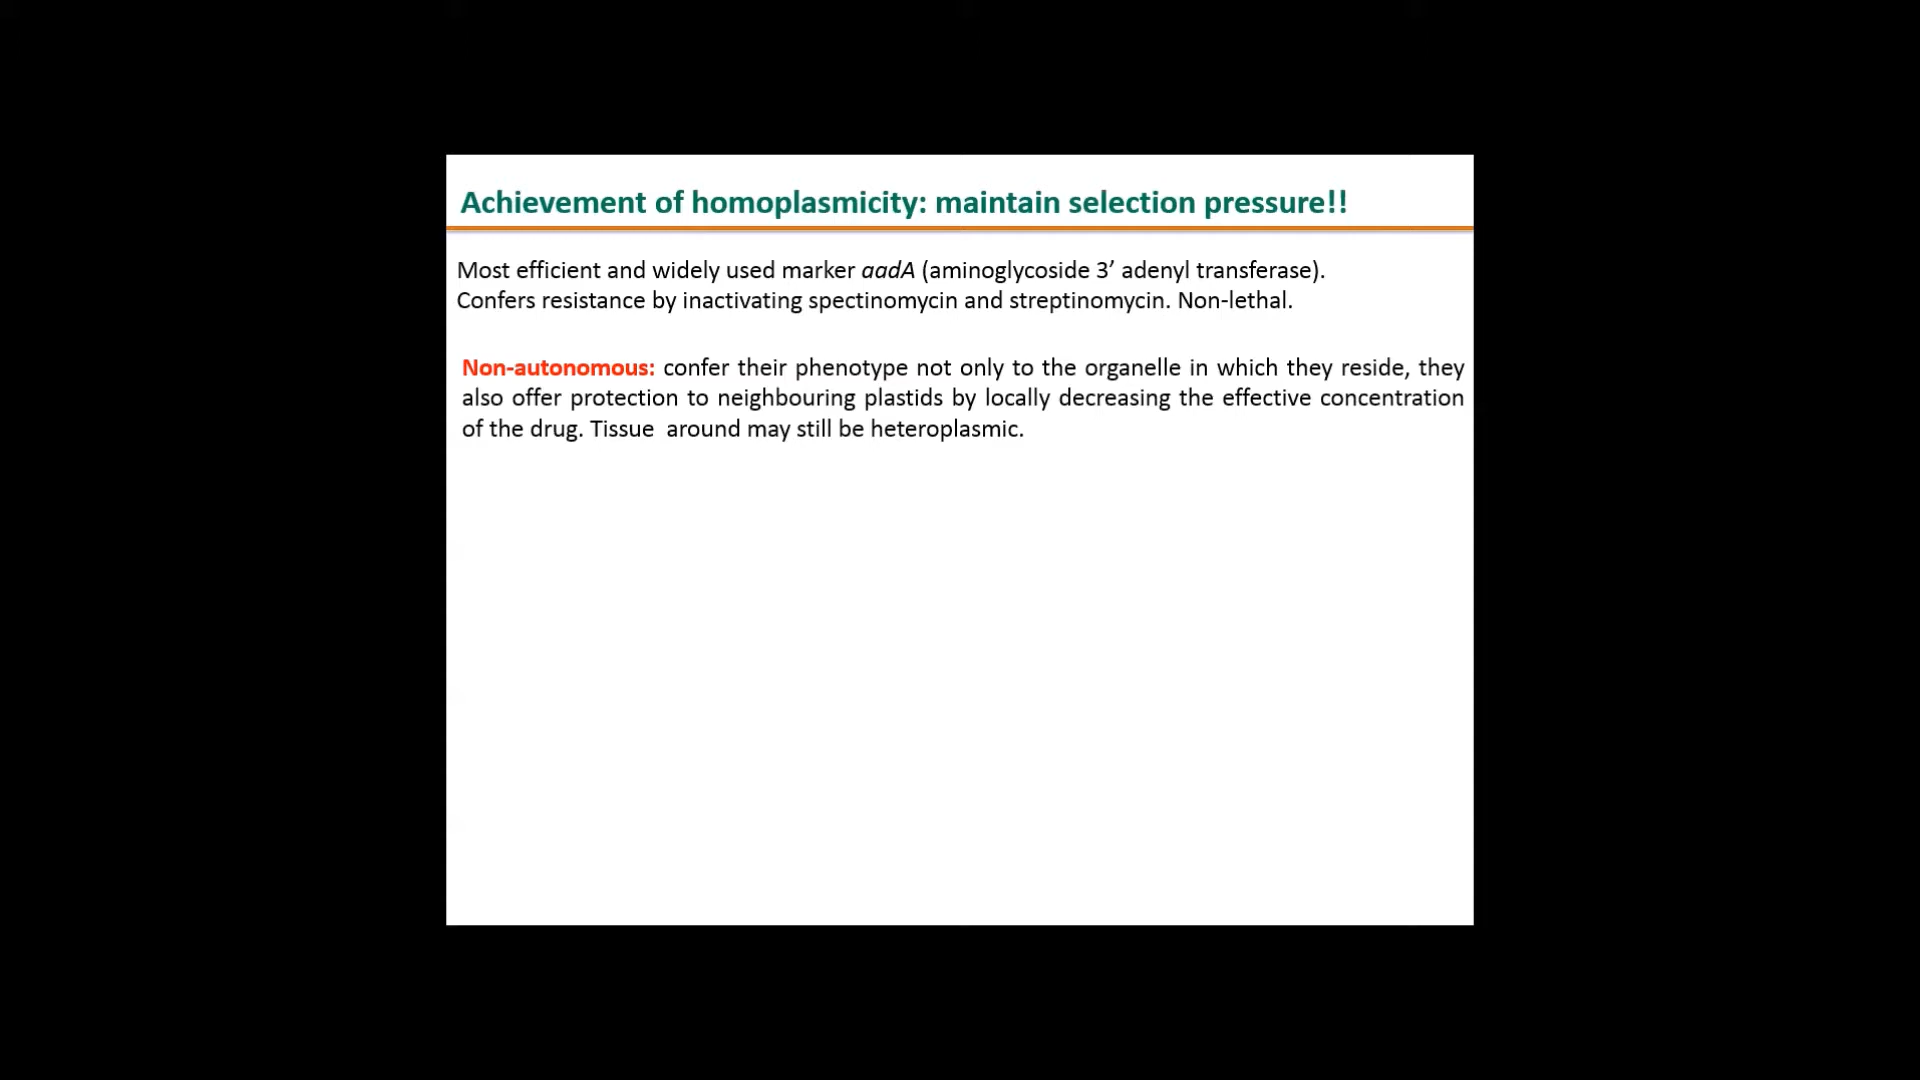 Achievement of homoplasmicity: maintain selection pressure!!
Most efficient and widely used marker aadA (aminoglycoside 3’ adenyl transferase).
Confers resistance by inactivating spectinomycin and streptinomycin. Non-lethal.
Non-autonomous: confer their phenotype not only to the organelle in which they reside, they
also offer protection to neighbouring plastids by locally decreasing the effective concentration
of the drug. Tissue around may still be heteroplasmic.